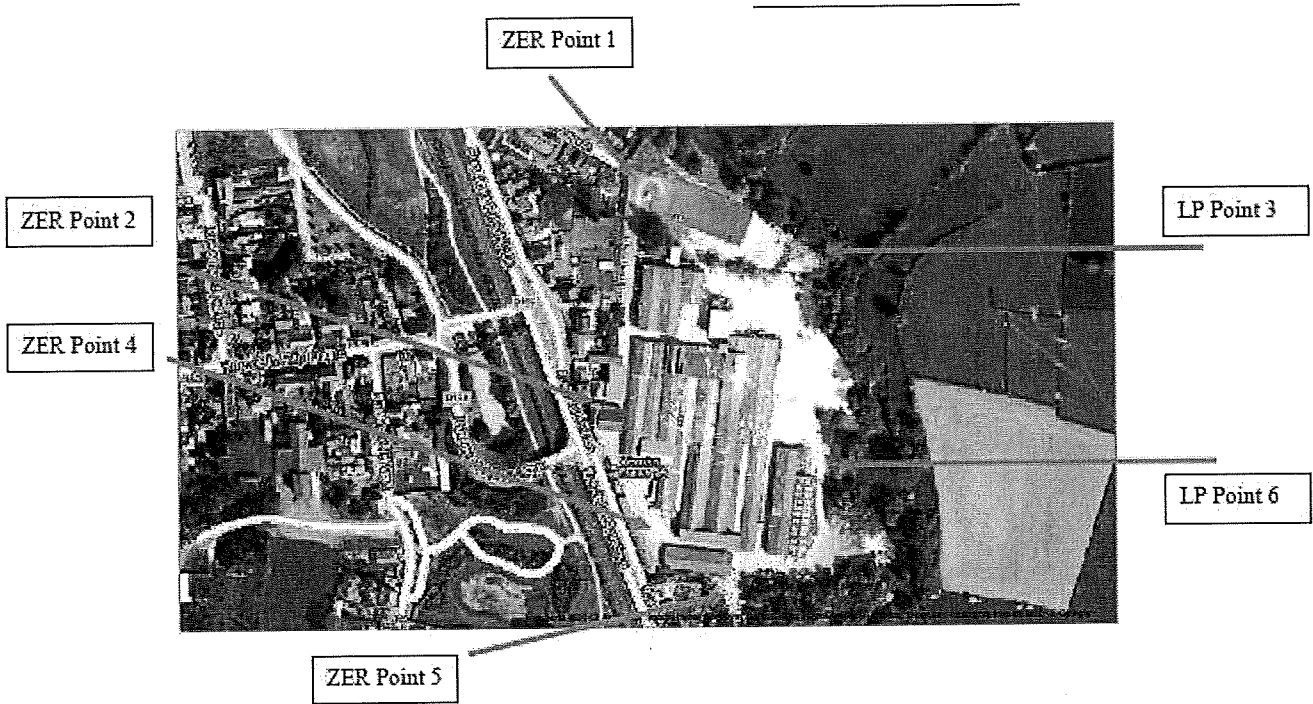 ZER Point 1
ZER Point 2
LP Point 3
ZER Point 4
LP Point 6
ZER Point 5